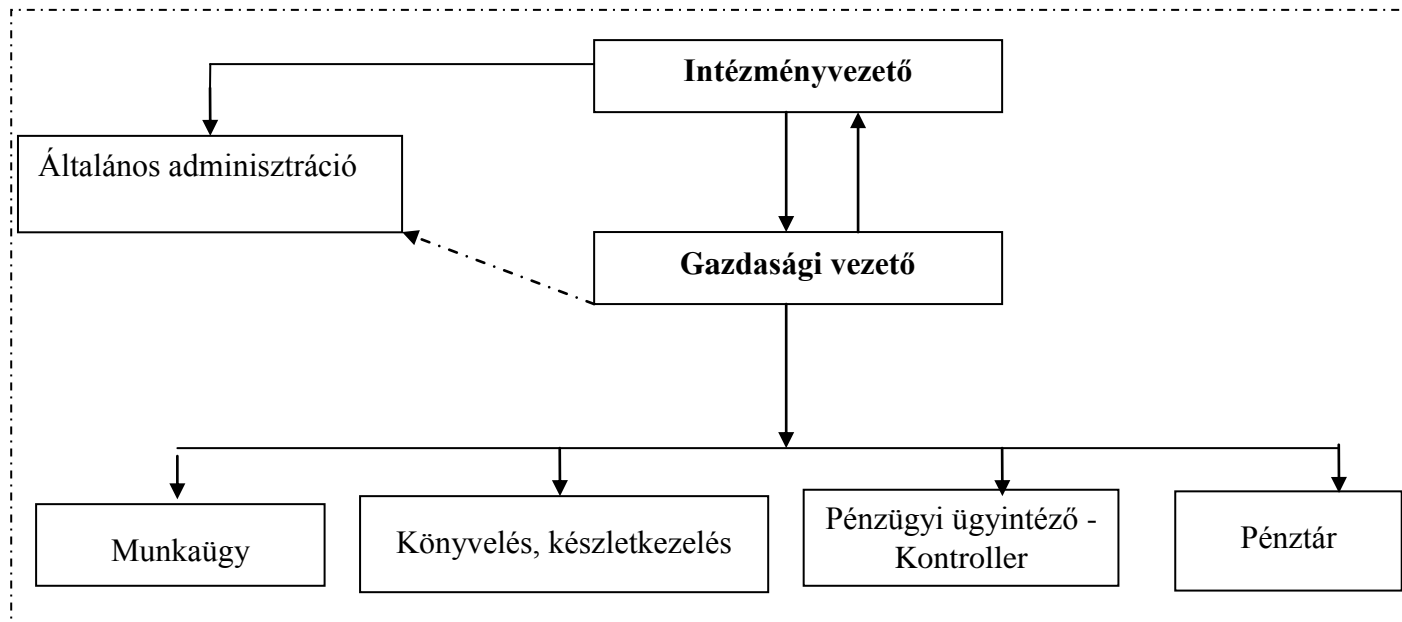 Intézményvezető
Általános adminisztráció
Gazdasági vezető
Munkaügy
Könyvelés, készletkezelés
Pénzügyi ügyintéző -
Kontroller
Pénztár